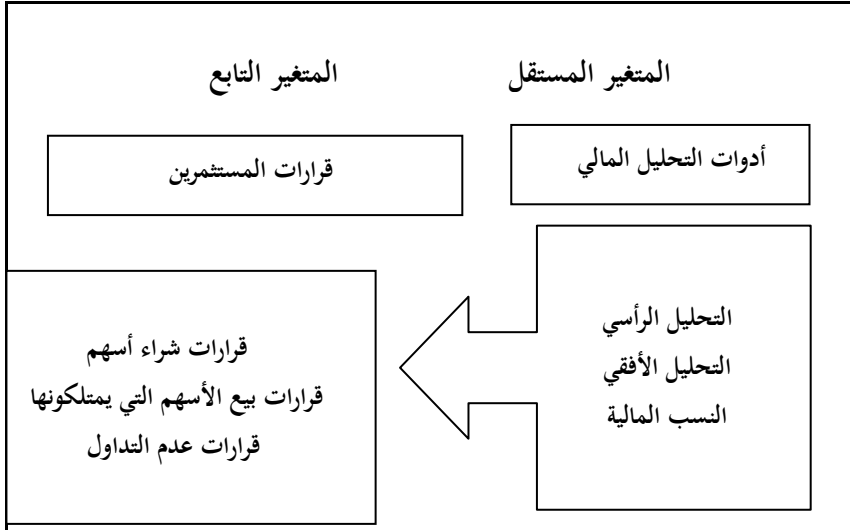 المتغير المستقل
المتغير التابع
أدوات التحليل المالي
قرارات المستثمرين
التحليل الرأسي
التحليل الأفقي
النسب المالية
قرارات شراء أسهم
قرارات بيع الأسهم التي يمتلكونها
قرارات عدم التداول